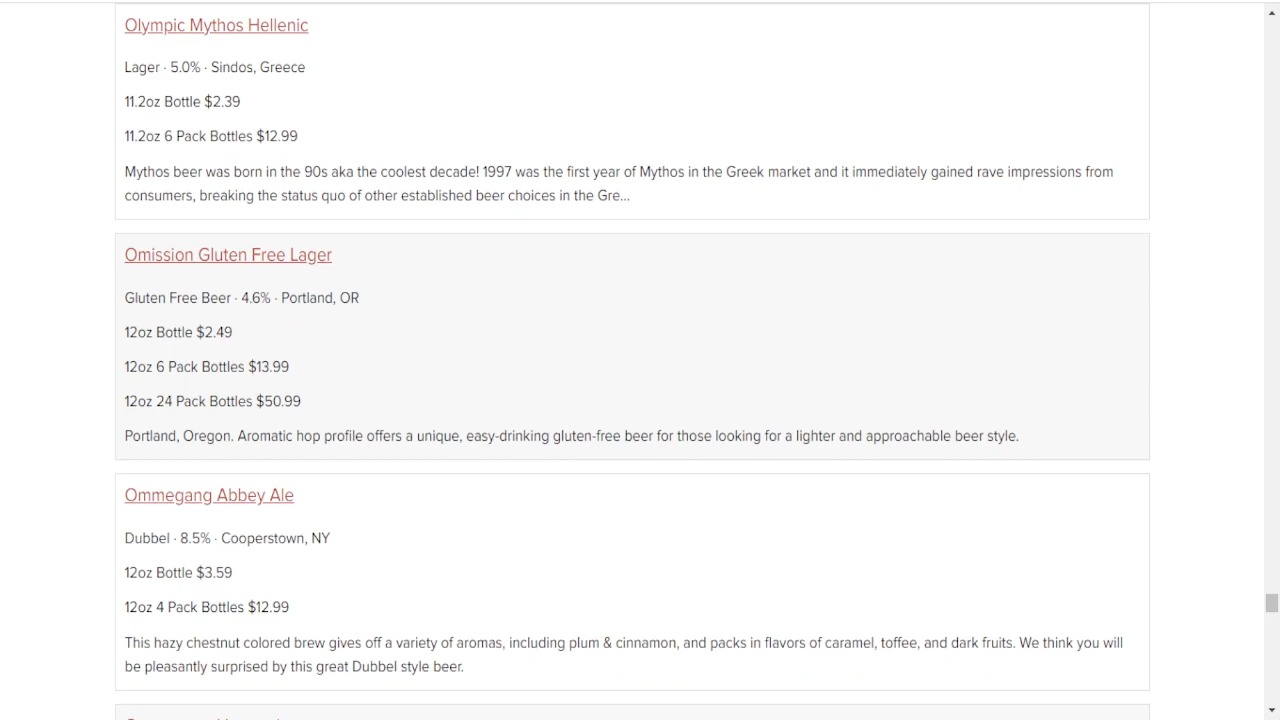 Olympic Mythos Hellenic
Lager · 5.0% · Sindos, Greece
11.2oz Bottle $2.39
11.2oz 6 Pack Bottles $12.99
Mythos beer was born in the 90s aka the coolest decade! 1997 was the first year of Mythos in the Greek market and it immediately gained rave impressions from
consumers, breaking the status quo of other established beer choices in the Gre...
Omission Gluten Free Lager
Gluten Free Beer · 4.6% · Portland, OR
12oz Bottle $2.49
12oz 6 Pack Bottles $13.99
12oz 24 Pack Bottles $50.99
Portland, Oregon. Aromatic hop profile offers a unique, easy-drinking gluten-free beer for those looking for a lighter and approachable beer style.
Ommegang Abbey Ale
Dubbel · 8.5% · Cooperstown, NY
12oz Bottle $3.59
12oz 4 Pack Bottles $12.99
This hazy chestnut colored brew gives off a variety of aromas, including plum & cinnamon, and packs in flavors of caramel, toffee, and dark fruits. We think you will
be pleasantly surprised by this great Dubbel style beer.